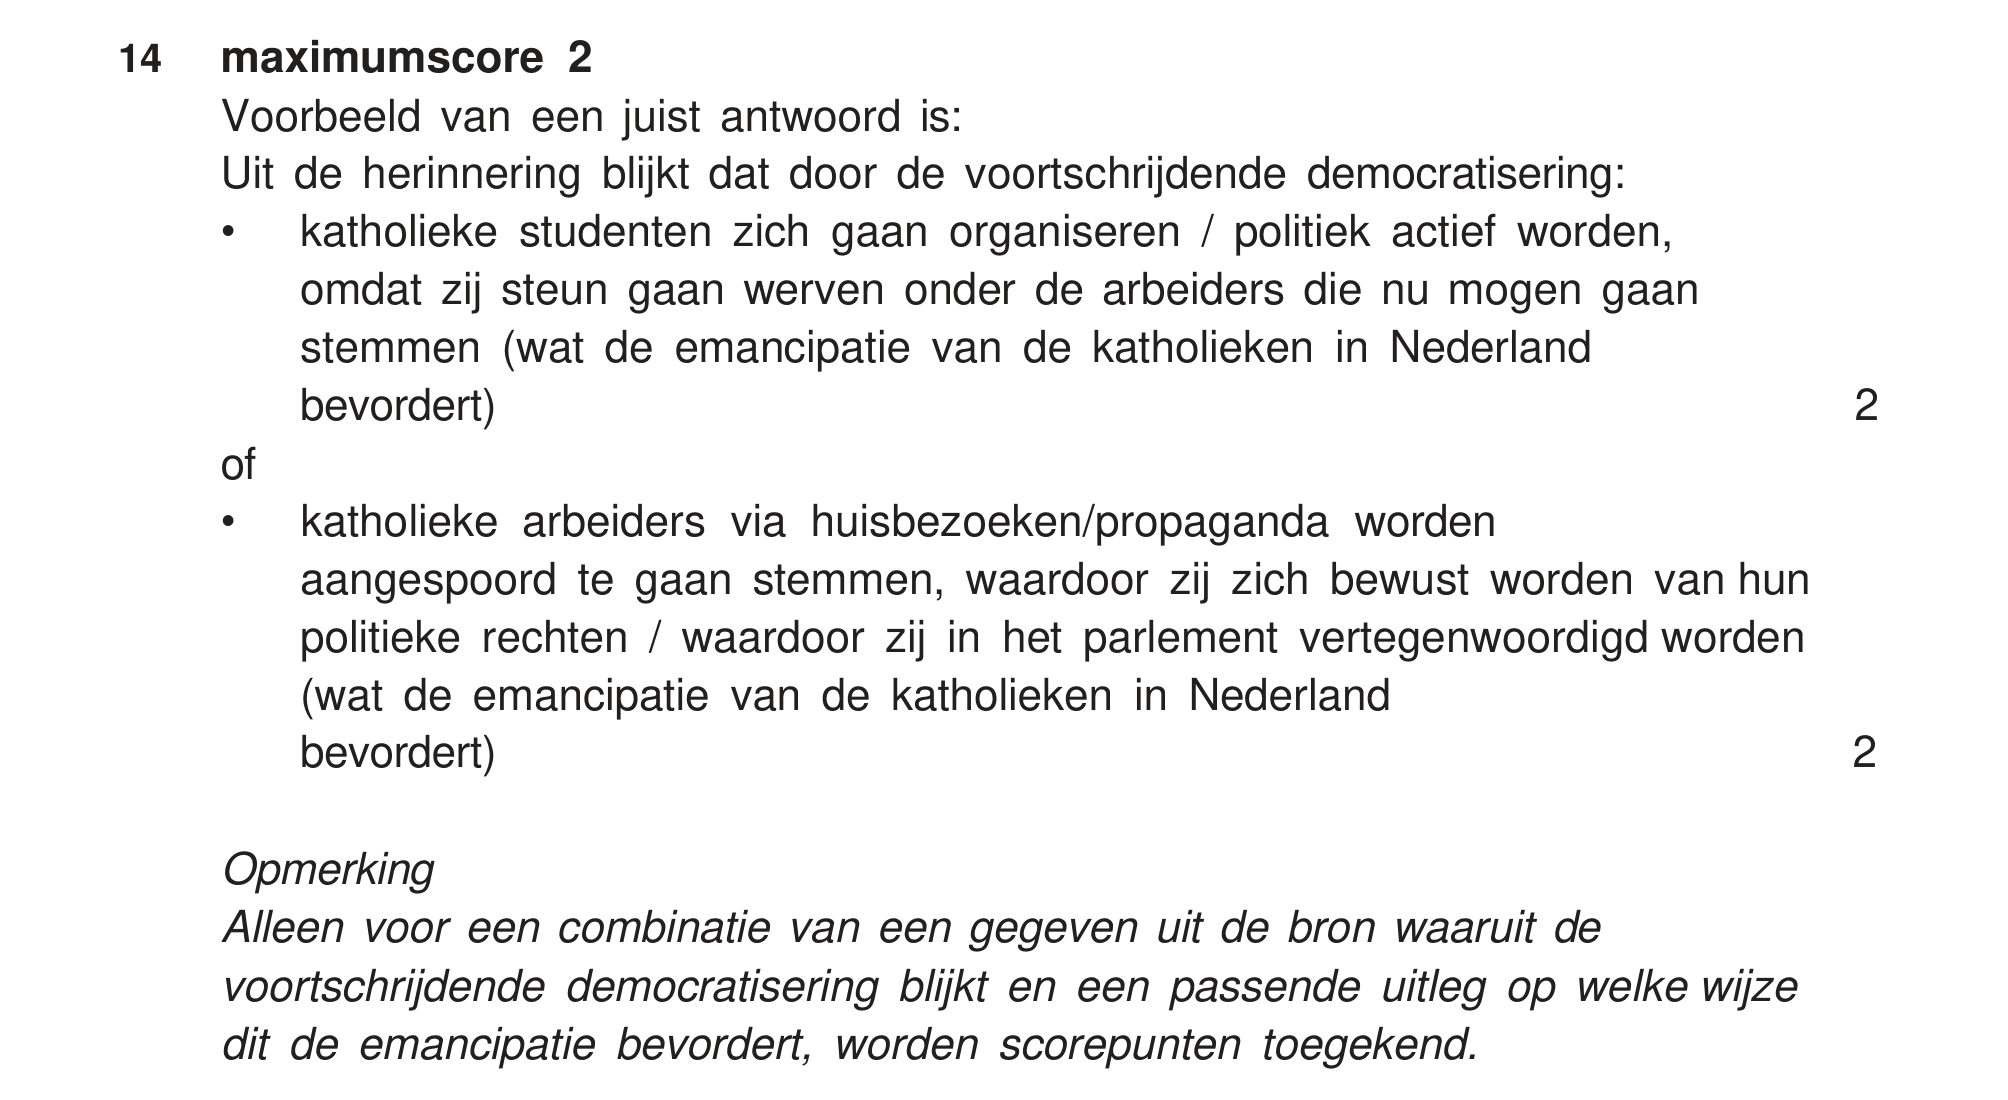 14 maximumscore 2
Voorbeeld van een juist antwoord is:
Uit de herinnering blijkt dat door de voortschrijdende democratisering:
• katholieke studenten zich gaan organiseren / politiek actief worden,
omdat zij steun gaan werven onder de arbeiders die nu mogen gaan
stemmen (wat de emancipatie van de katholieken in Nederland
bevordert) 2
of
• katholieke arbeiders via huisbezoeken/propaganda worden
aangespoord te gaan stemmen, waardoor zij zich bewust worden van hun
politieke rechten / waardoor zij in het parlement vertegenwoordigd worden
(wat de emancipatie van de katholieken in Nederland
bevordert) 2
Opmerking
Alleen voor een combinatie van een gegeven uit de bron waaruit de
voortschrijdende democratisering blijkt en een passende uitleg op welke wijze
dit de emancipatie bevordert, worden scorepunten toegekend.